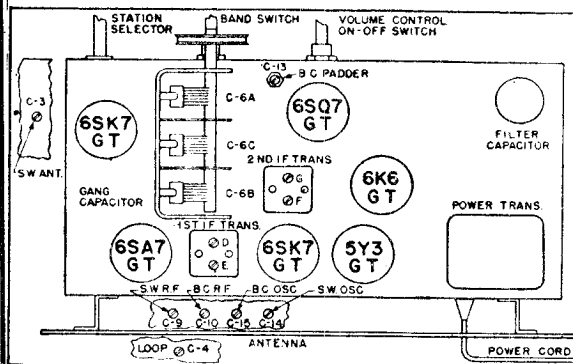 STATION
SELECTOR
BAND SWITCH
VOLUME CONTROL
ON-OFF SWITCH
C-3
SW ANT.
6SK7
GT
C-6A
C-6C
C-6B
GANG
CAPACITOR
C-13
B C PADDER
6SQ7
GT
FILTER
CAPACITOR
2ND IF TRANS
G
F
6K6
GT
POWER TRANS.
1ST IF TRANS.
D
E
6SA7
GT
6SK7
GT
5Y3
GT
S.W R.F
B C R F
B C OSC
S.W. OSC
C-9
C-10
C-15
C-14
ANTENNA
LOOP
C-4
POWER CORD